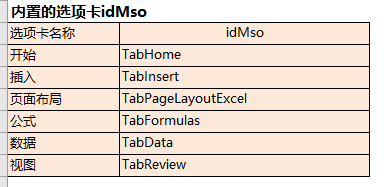 内置的选项卡idMso
选项卡名称 idMso
开始 TabHome
插入 TabInsert
页面布局 TabPageLayoutExcel
公式 TabFormulas
数据 TabData
视图 TabReview